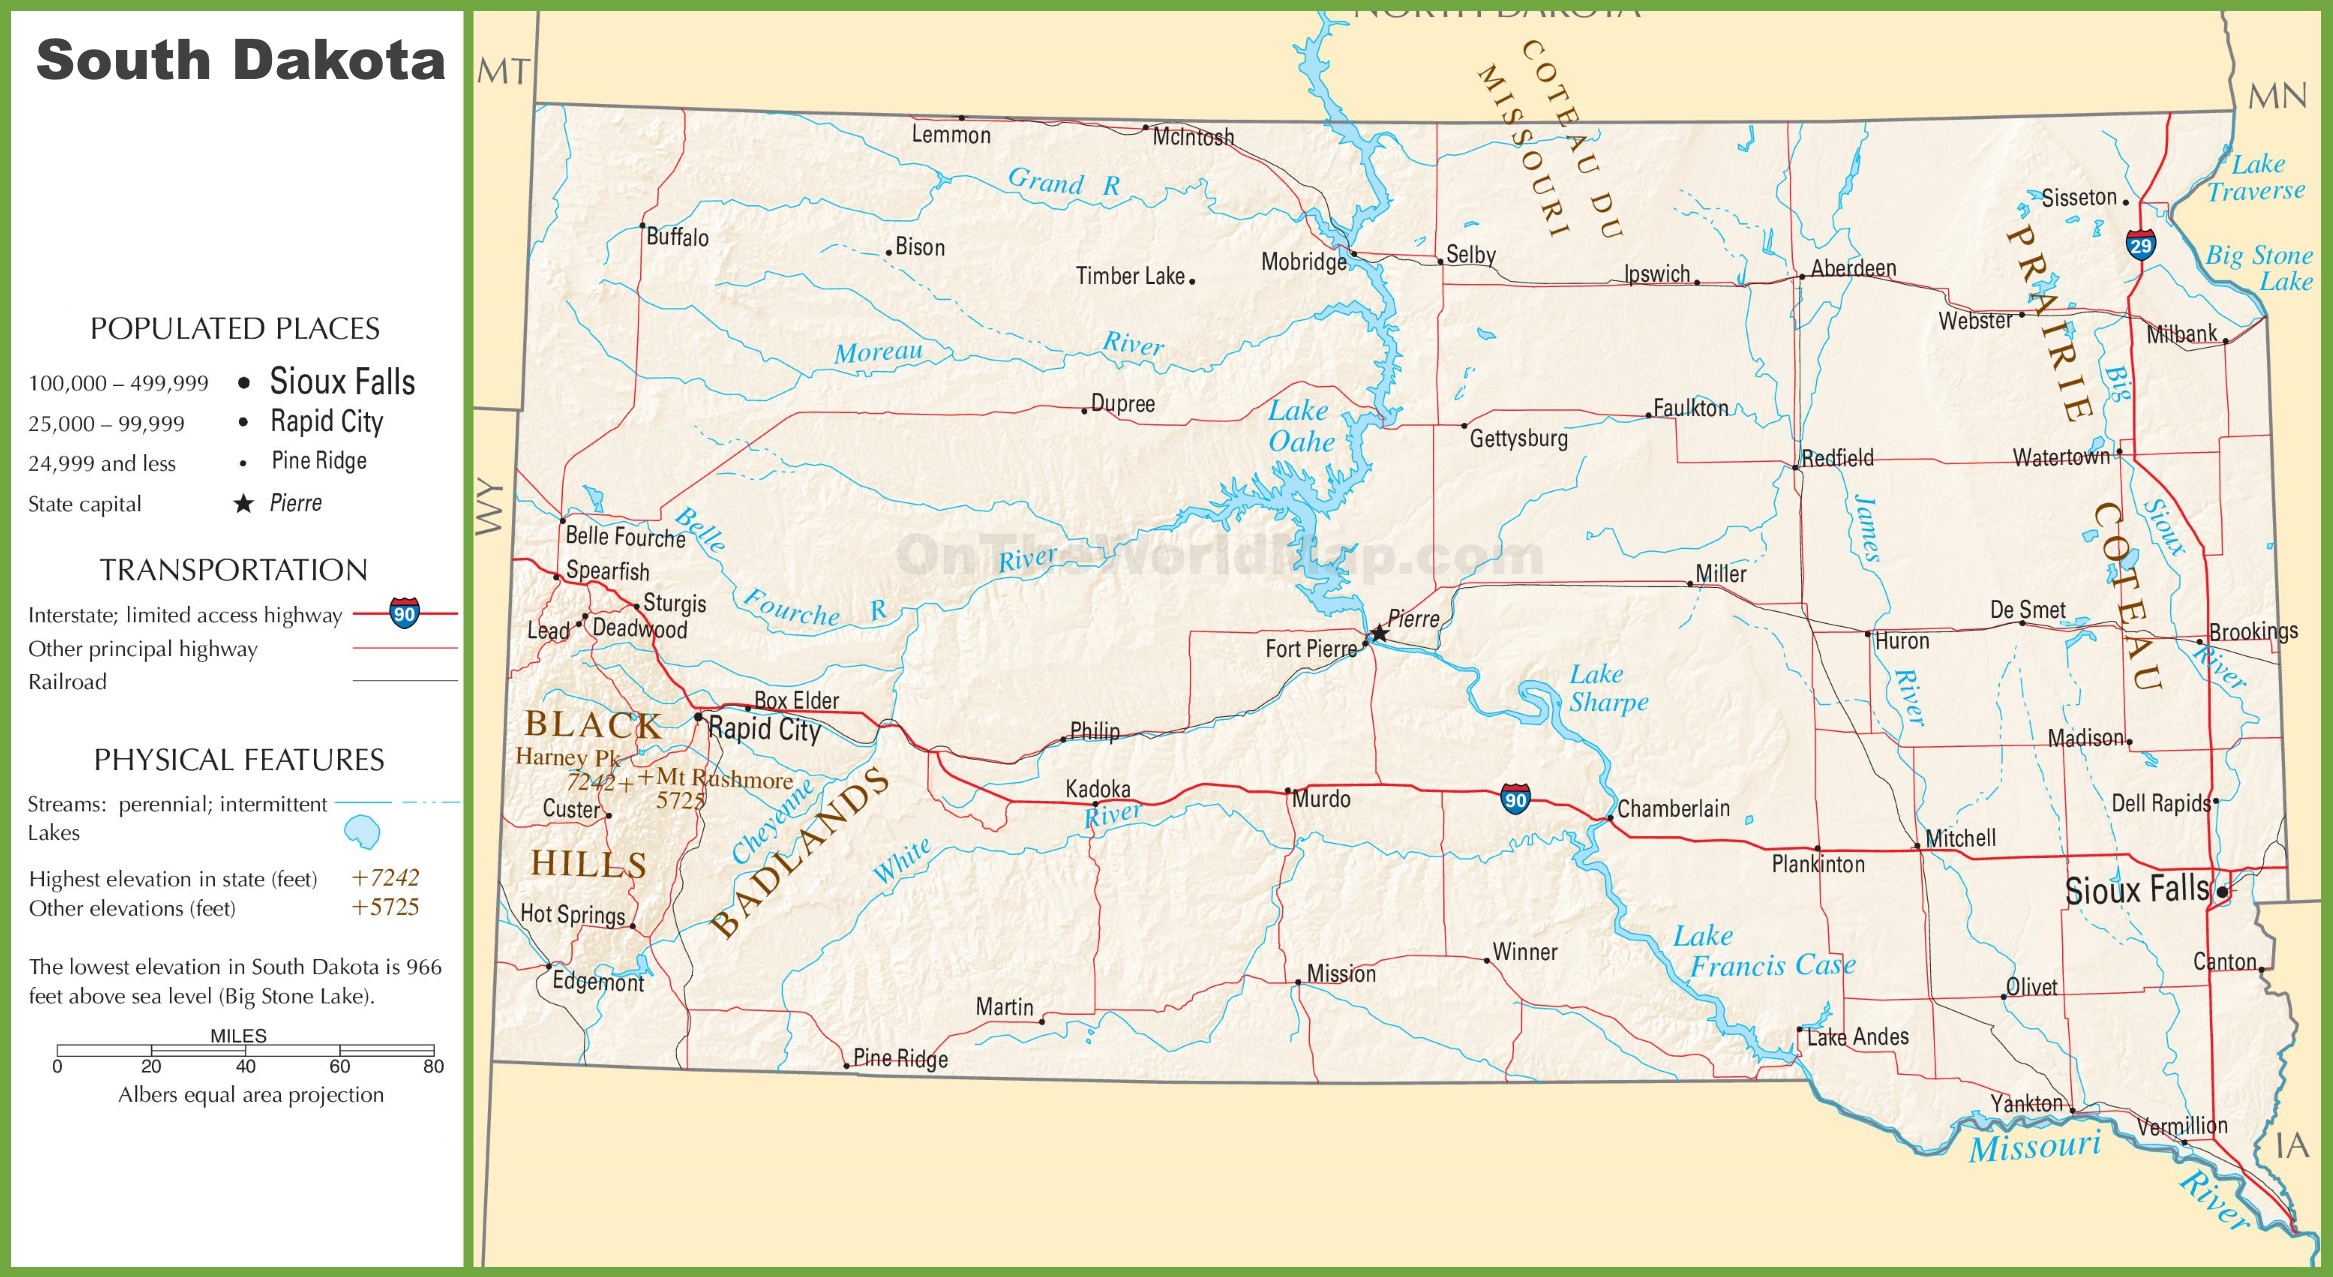 South Dakota
POPULATED PLACES
100,000 – 499,999 Sioux Falls
25,000 – 99,999 Rapid City
24,999 and less Pine Ridge
State capital Pierre
TRANSPORTATION
Interstate; limited access highway 90
Other principal highway
Railroad
PHYSICAL FEATURES
Streams: perennial; intermittent
Lakes
Highest elevation in state (feet) +7242
Other elevations (feet) +5725
The lowest elevation in South Dakota is 966
feet above sea level (Big Stone Lake).
MILES
0 20 40 60 80
Albers equal area projection
NORTH DAKOTA
MT
MN
WY
IA
COTEAU DU
MISSOURI
Lemmon
McIntosh
Grand R
Lake
Traverse
Sisseton
Buffalo
Bison
Timber Lake
Mobridge
Selby
Ipswich
Aberdeen
29
Big Stone
Lake
PRAIRIE
COTEAU
Webster
Milbank
Moreau
River
Dupree
Lake
Oahe
Faulkton
Gettysburg
Big
Sioux
River
Redfield
Watertown
Belle Fourche
Belle
Fourche R
River
OnTheWorldMap.com
James
River
Spearfish
Sturgis
Lead
Deadwood
Miller
Pierre
Fort Pierre
De Smet
Huron
Brookings
Lake
Sharpe
Box Elder
Rapid City
BLACK
HILLS
Harney Pk
7242+
+Mt Rushmore
5725
Philip
Madison
Cheyenne
BADLANDS
Custer
Kadoka
River
White
Murdo
90
Chamberlain
Dell Rapids
Mitchell
Plankinton
Sioux Falls
Hot Springs
Edgemont
Winner
Lake
Francis Case
Mission
Martin
Canton
Olivet
Lake Andes
Pine Ridge
Yankton
Vermillion
Missouri
River